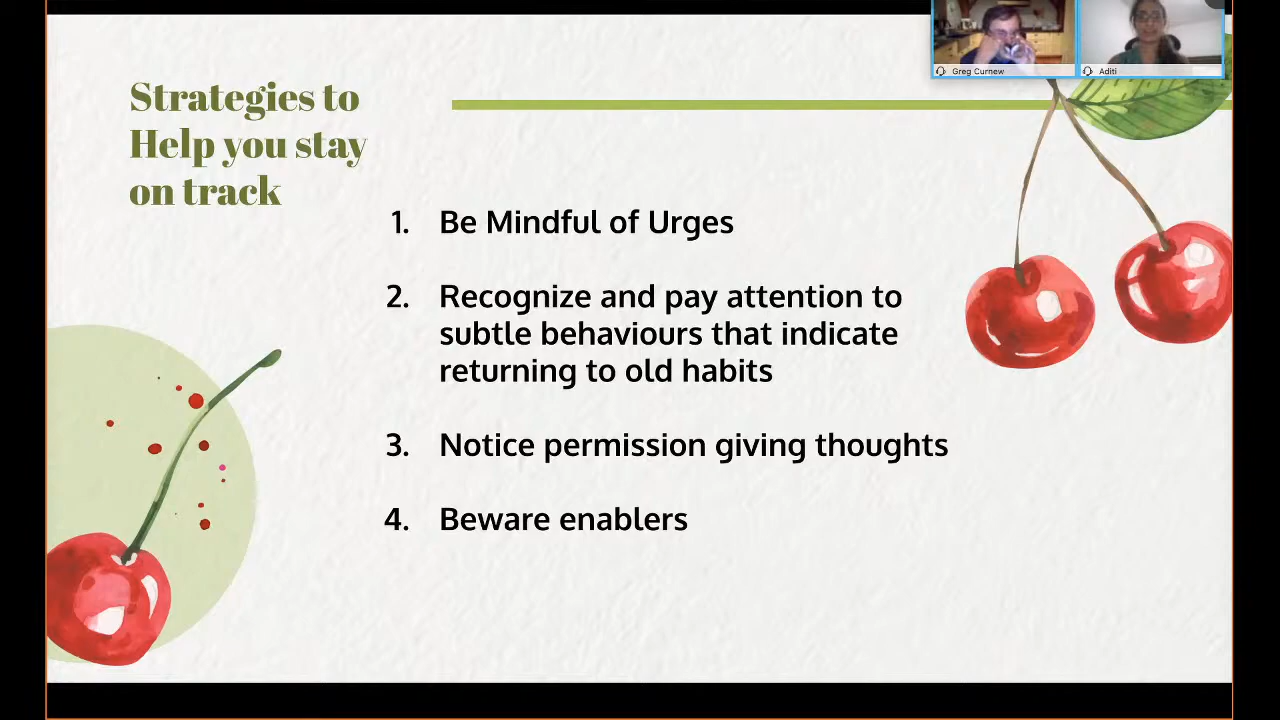 Greg Curnew
Aditi
Strategies to
Help you stay
on track
1. Be Mindful of Urges
2. Recognize and pay attention to
subtle behaviours that indicate
returning to old habits
3. Notice permission giving thoughts
4. Beware enablers